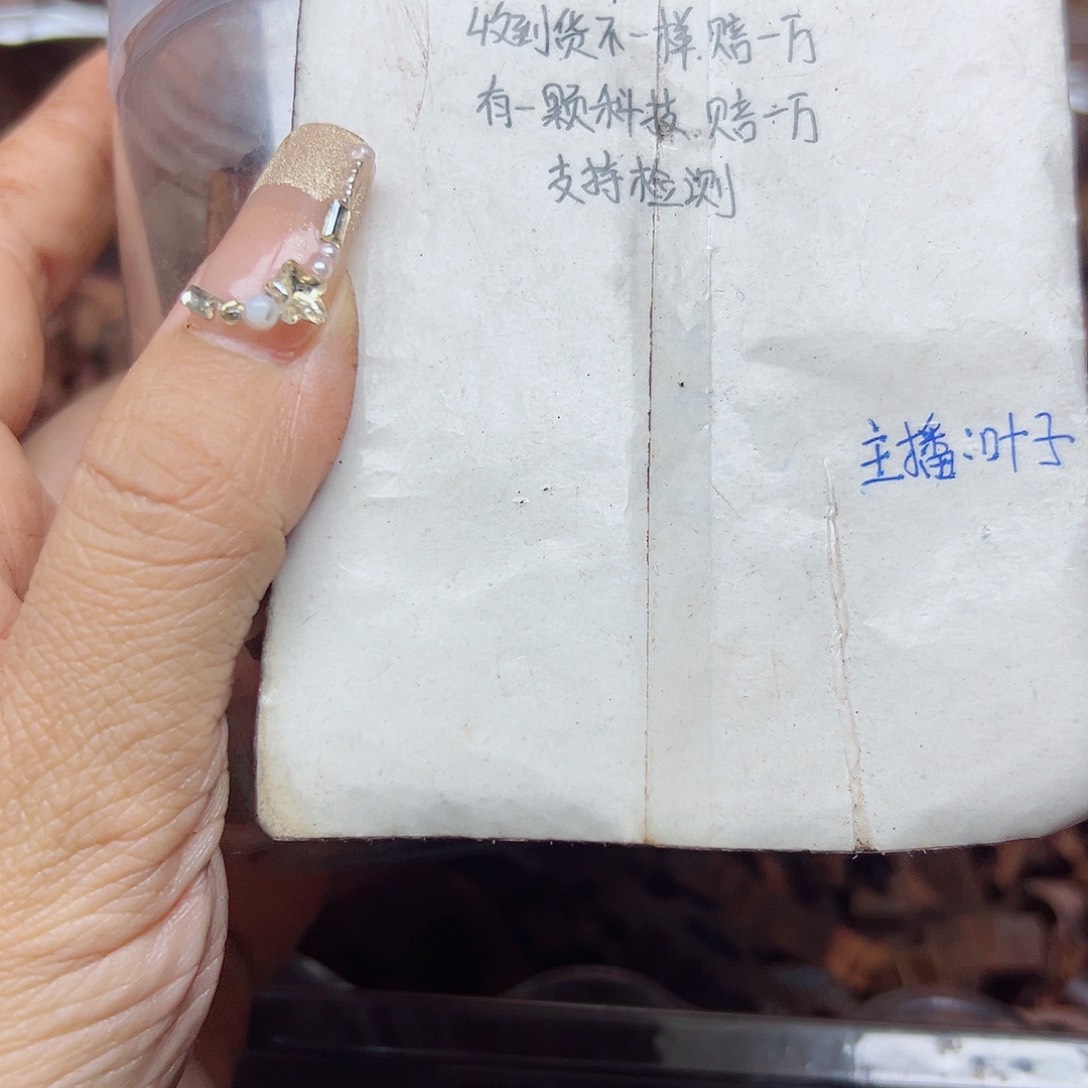 收到货不一样.赔一万
有一颗科技 赔一万
支持检测
主播:叶子